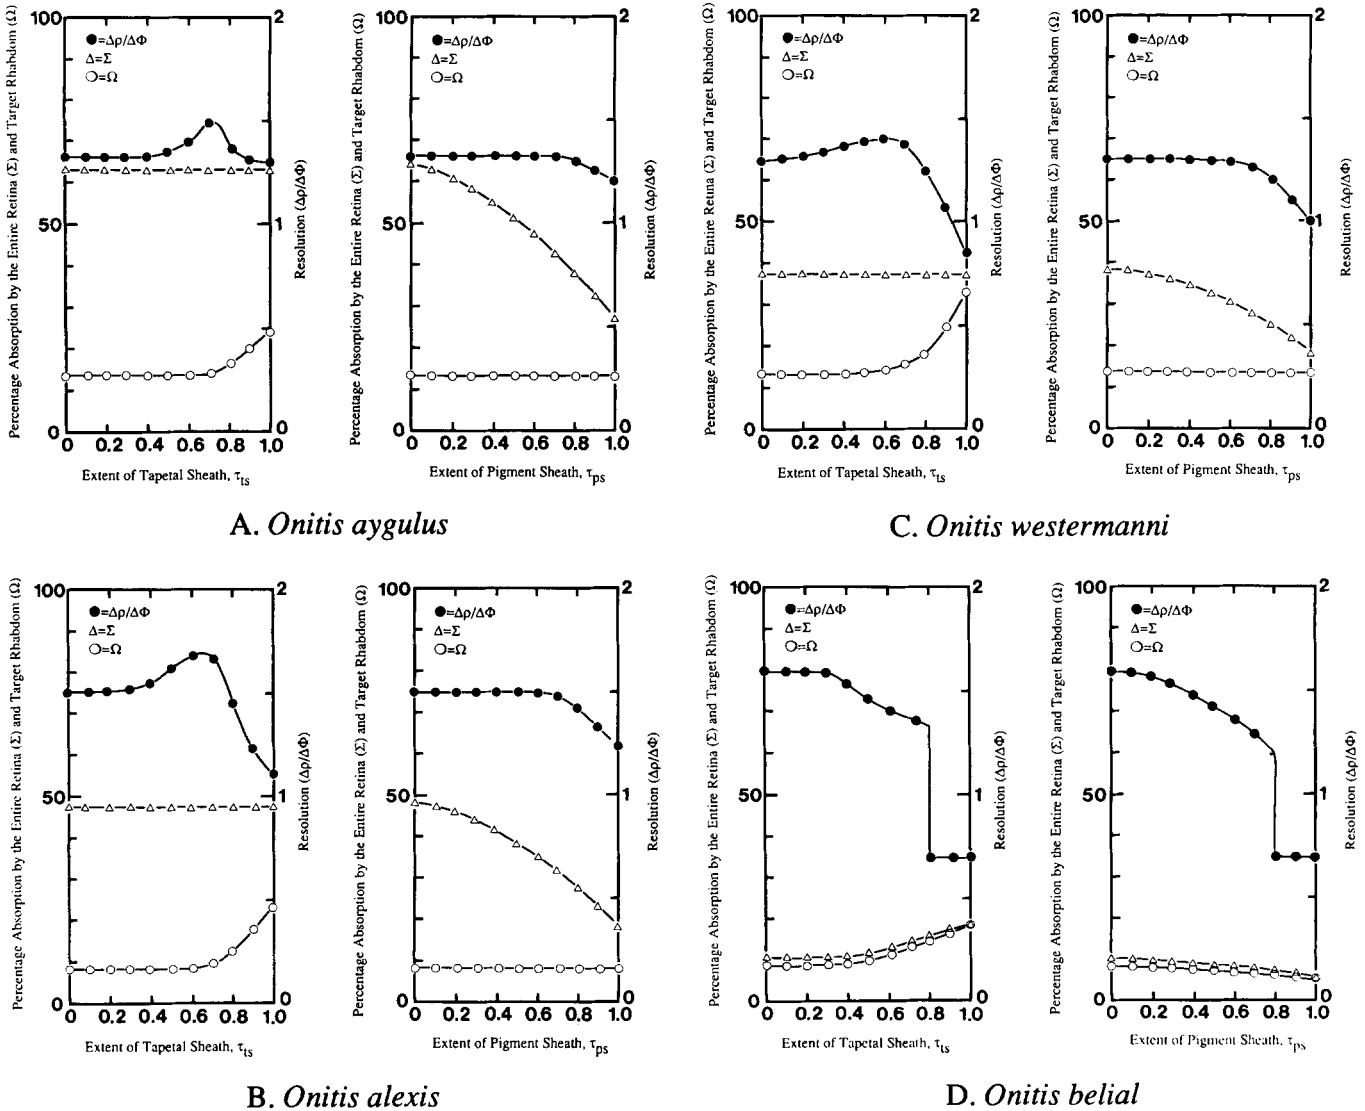 Percentage Absorption by the Entire Retina (Σ) and Target Rhabdom (Ω)
100
50
0
●=Δρ/ΔΦ
Δ=Σ
○=Ω
2
1
0
Resolution (Δρ/ΔΦ)
0 0.2 0.4 0.6 0.8 1.0
Extent of Tapetal Sheath, τts
Percentage Absorption by the Entire Retina (Σ) and Target Rhabdom (Ω)
100
50
0
●=Δρ/ΔΦ
Δ=Σ
○=Ω
2
1
0
Resolution (Δρ/ΔΦ)
0 0.2 0.4 0.6 0.8 1.0
Extent of Pigment Sheath, τps
A. Onitis aygulus
Percentage Absorption by the Entire Retina (Σ) and Target Rhabdom (Ω)
100
50
0
●=Δρ/ΔΦ
Δ=Σ
○=Ω
2
1
0
Resolution (Δρ/ΔΦ)
0 0.2 0.4 0.6 0.8 1.0
Extent of Tapetal Sheath, τts
Percentage Absorption by the Entire Retina (Σ) and Target Rhabdom (Ω)
100
50
0
●=Δρ/ΔΦ
Δ=Σ
○=Ω
2
1
0
Resolution (Δρ/ΔΦ)
0 0.2 0.4 0.6 0.8 1.0
Extent of Pigment Sheath, τps
C. Onitis westermanni
Percentage Absorption by the Entire Retina (Σ) and Target Rhabdom (Ω)
100
50
0
●=Δρ/ΔΦ
Δ=Σ
○=Ω
2
1
0
Resolution (Δρ/ΔΦ)
0 0.2 0.4 0.6 0.8 1.0
Extent of Tapetal Sheath, τts
Percentage Absorption by the Entire Retina (Σ) and Target Rhabdom (Ω)
100
50
0
●=Δρ/ΔΦ
Δ=Σ
○=Ω
2
1
0
Resolution (Δρ/ΔΦ)
0 0.2 0.4 0.6 0.8 1.0
Extent of Pigment Sheath, τps
B. Onitis alexis
Percentage Absorption by the Entire Retina (Σ) and Target Rhabdom (Ω)
100
50
0
●=Δρ/ΔΦ
Δ=Σ
○=Ω
2
1
0
Resolution (Δρ/ΔΦ)
0 0.2 0.4 0.6 0.8 1.0
Extent of Tapetal Sheath, τts
Percentage Absorption by the Entire Retina (Σ) and Target Rhabdom (Ω)
100
50
0
●=Δρ/ΔΦ
Δ=Σ
○=Ω
2
1
0
Resolution (Δρ/ΔΦ)
0 0.2 0.4 0.6 0.8 1.0
Extent of Pigment Sheath, τps
D. Onitis belial